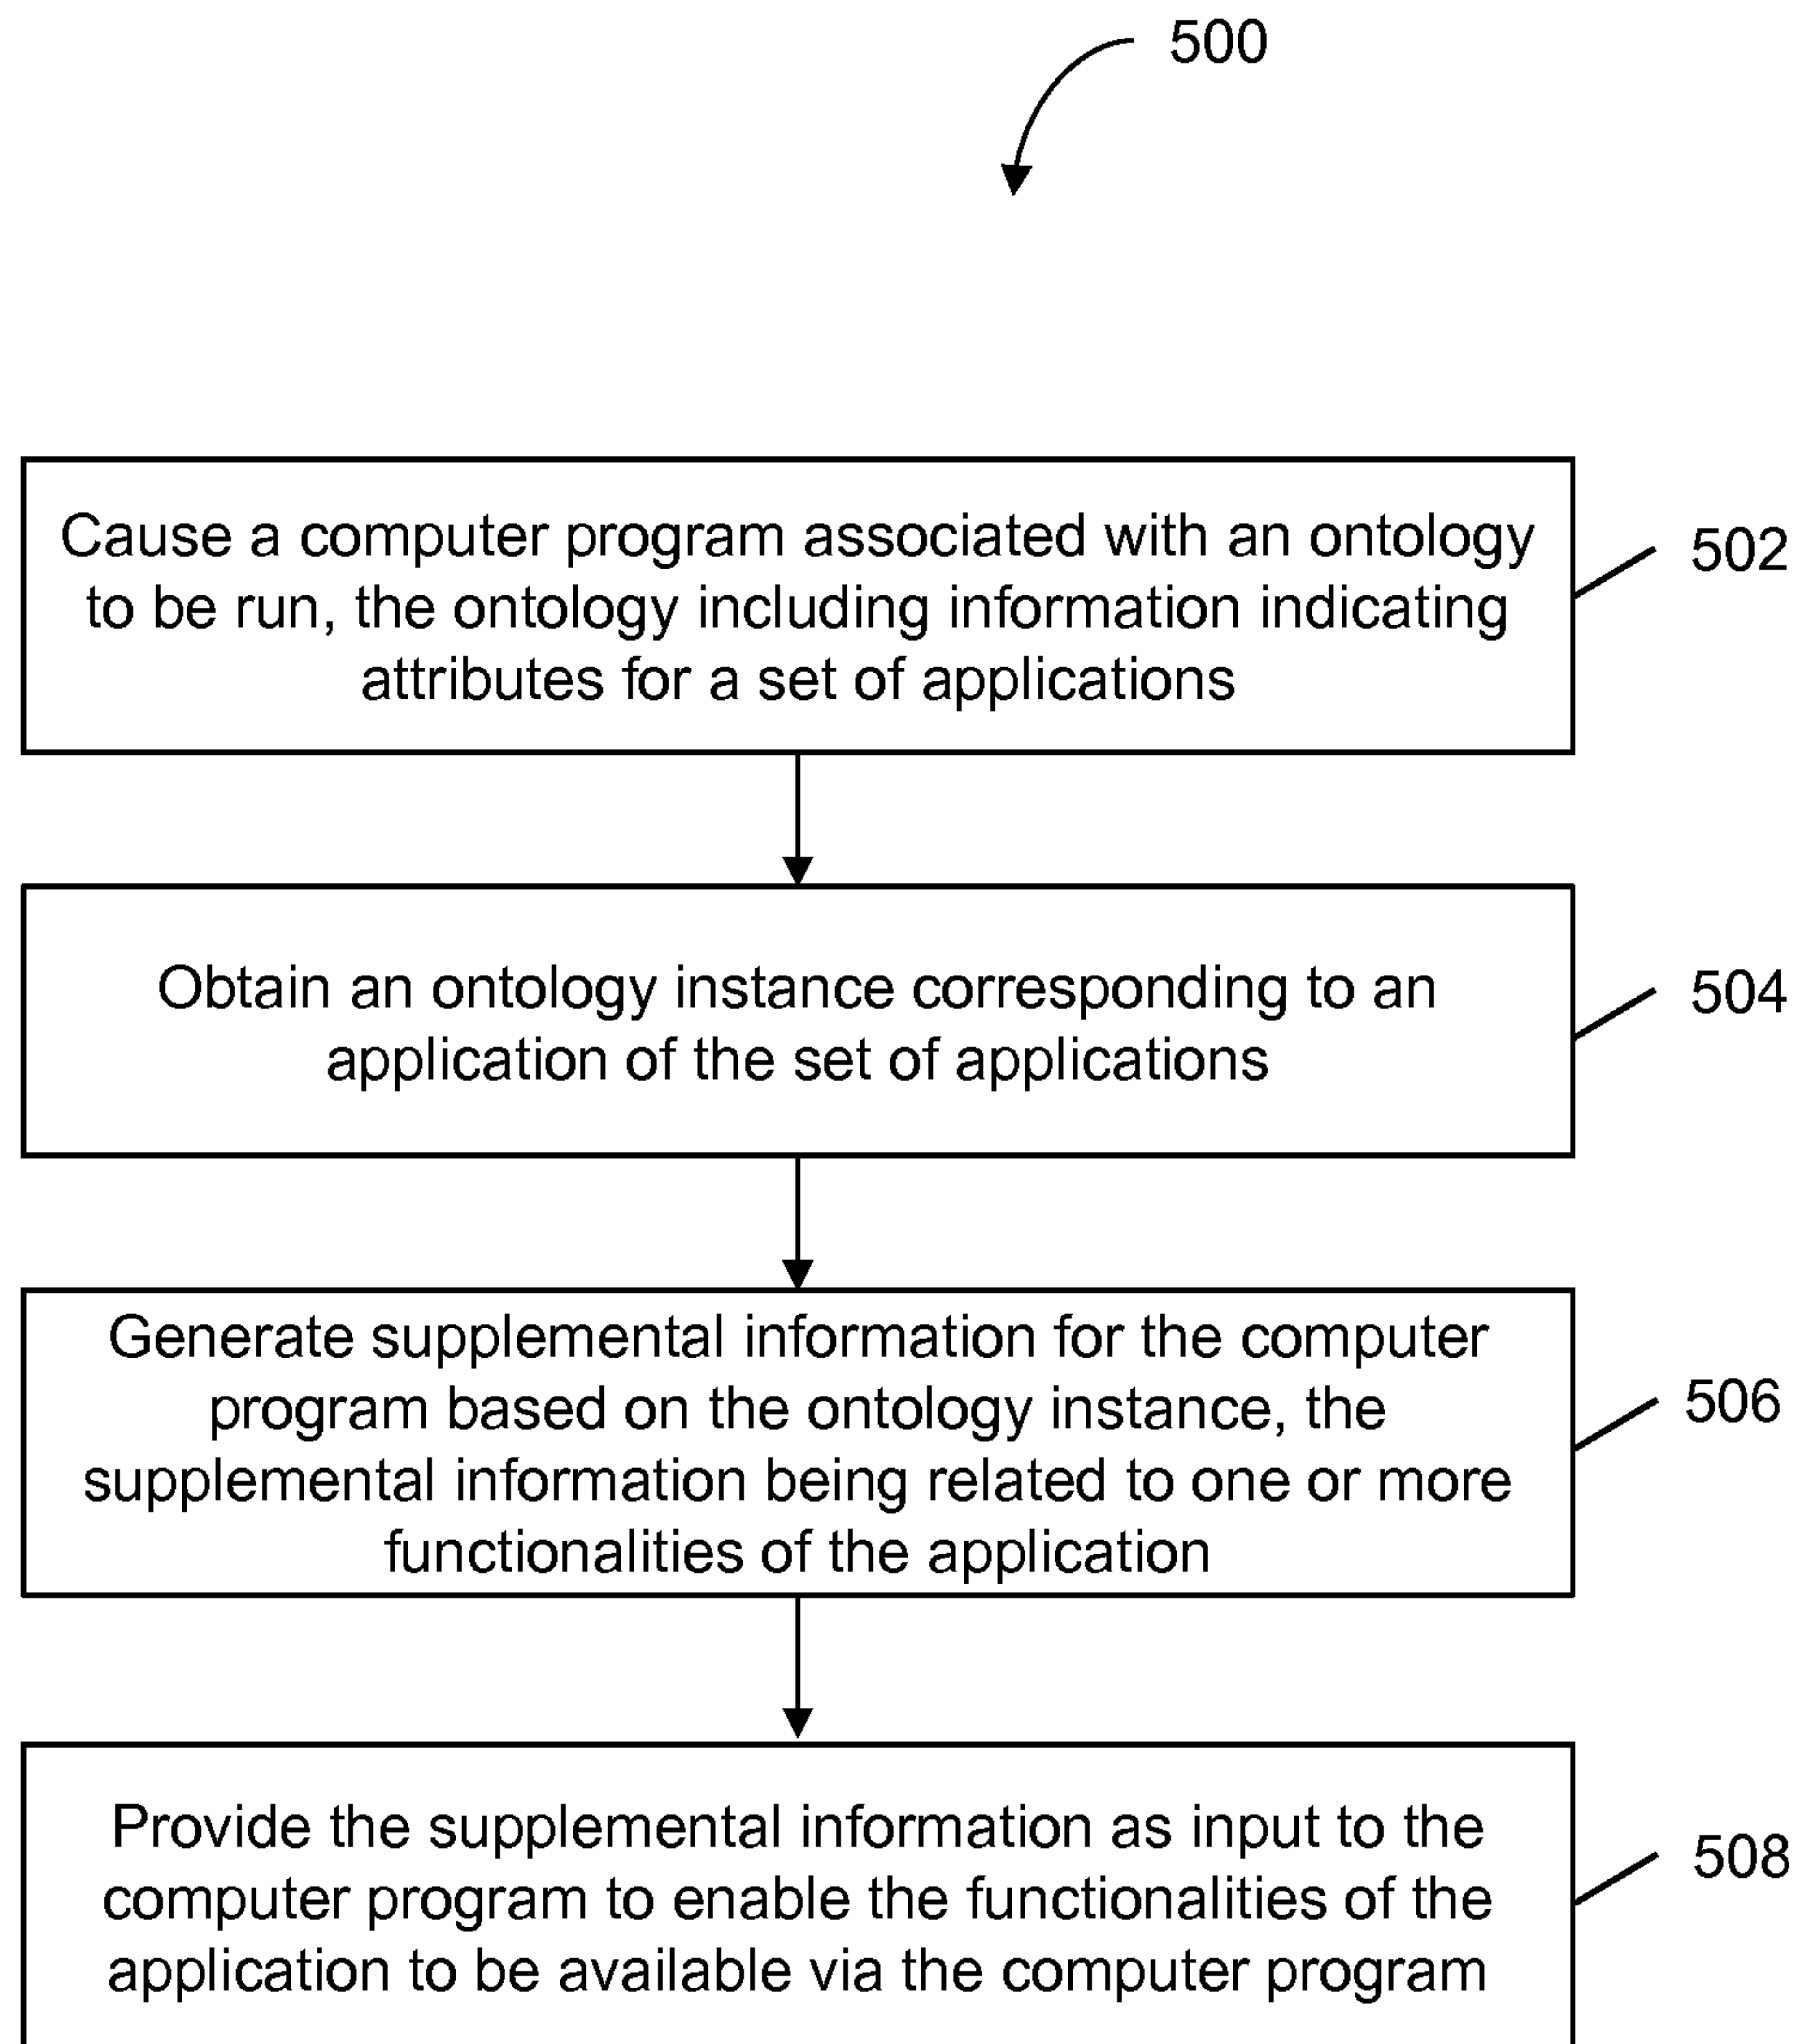 500
Cause a computer program associated with an ontology
to be run, the ontology including information indicating
attributes for a set of applications
502
Obtain an ontology instance corresponding to an
application of the set of applications
504
Generate supplemental information for the computer
program based on the ontology instance, the
supplemental information being related to one or more
functionalities of the application
506
Provide the supplemental information as input to the
computer program to enable the functionalities of the
application to be available via the computer program
508